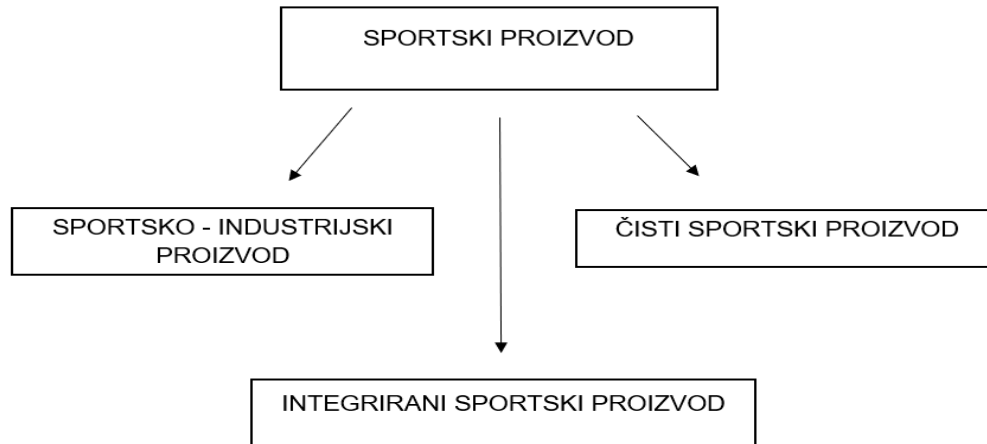 SPORTSKI PROIZVOD
SPORTSKO - INDUSTRIJSKI
PROIZVOD
ČISTI SPORTSKI PROIZVOD
INTEGRIRANI SPORTSKI PROIZVOD